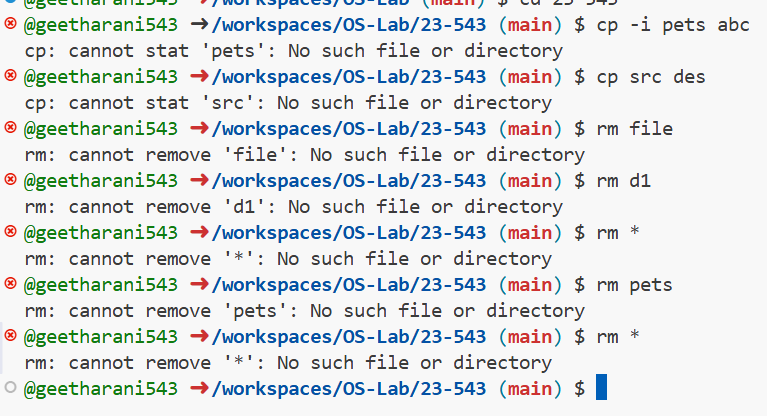 @geetharani543 ➜/workspaces/OS-Lab (main) $ cd 23-543
@geetharani543 ➜/workspaces/OS-Lab/23-543 (main) $ cp -i pets abc
cp: cannot stat 'pets': No such file or directory
@geetharani543 ➜/workspaces/OS-Lab/23-543 (main) $ cp src des
cp: cannot stat 'src': No such file or directory
@geetharani543 ➜/workspaces/OS-Lab/23-543 (main) $ rm file
rm: cannot remove 'file': No such file or directory
@geetharani543 ➜/workspaces/OS-Lab/23-543 (main) $ rm d1
rm: cannot remove 'd1': No such file or directory
@geetharani543 ➜/workspaces/OS-Lab/23-543 (main) $ rm *
rm: cannot remove '*': No such file or directory
@geetharani543 ➜/workspaces/OS-Lab/23-543 (main) $ rm pets
rm: cannot remove 'pets': No such file or directory
@geetharani543 ➜/workspaces/OS-Lab/23-543 (main) $ rm *
rm: cannot remove '*': No such file or directory
@geetharani543 ➜/workspaces/OS-Lab/23-543 (main) $